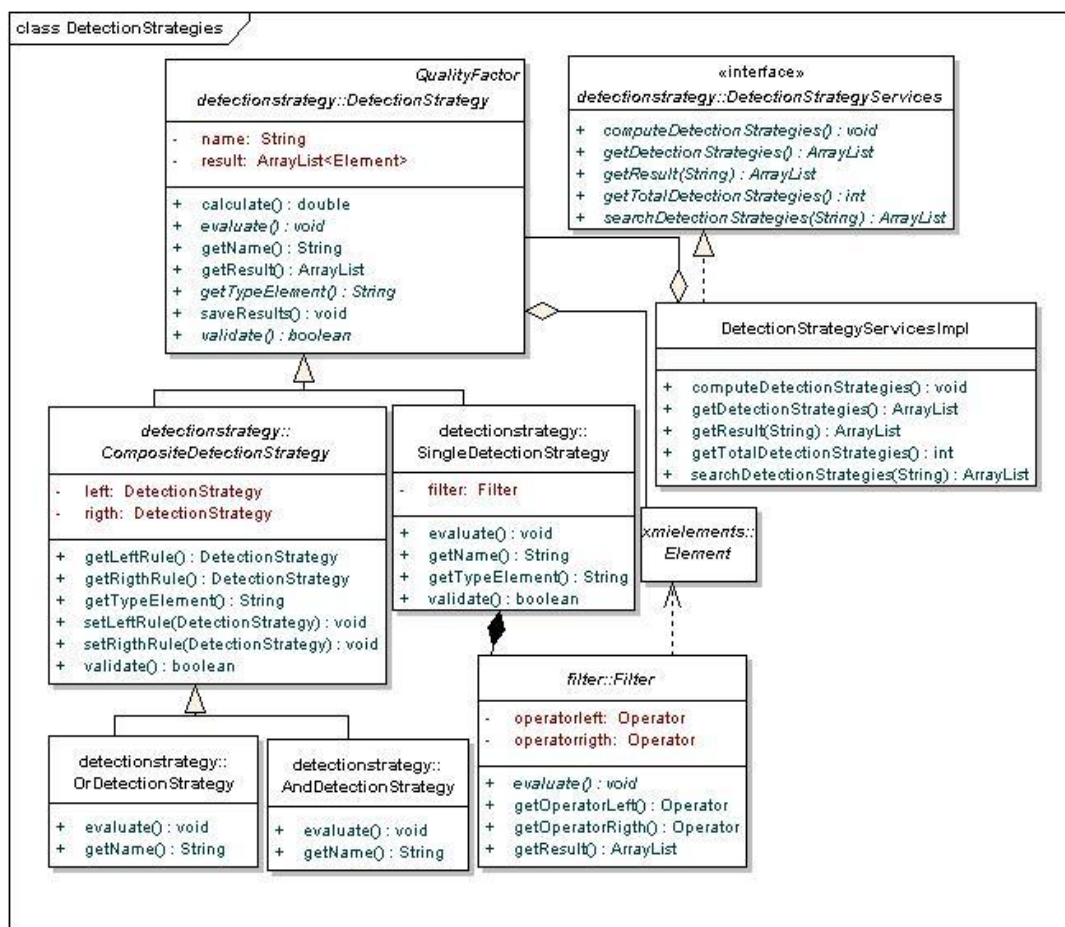 class DetectionStrategies
QualityFactor
detectionstrategy::DetectionStrategy
- name: String
- result: ArrayList<Element>
+ calculate() : double
+ evaluate() : void
+ getName() : String
+ getResult() : ArrayList
+ getTypeElement() : String
+ saveResults() : void
+ validate() : boolean
«interface»
detectionstrategy::DetectionStrategyServices
+ computeDetectionStrategies() : void
+ getDetectionStrategies() : ArrayList
+ getResult(String) : ArrayList
+ getTotalDetectionStrategies() : int
+ searchDetectionStrategies(String) : ArrayList
DetectionStrategyServicesImpl
+ computeDetectionStrategies() : void
+ getDetectionStrategies() : ArrayList
+ getResult(String) : ArrayList
+ getTotalDetectionStrategies() : int
+ searchDetectionStrategies(String) : ArrayList
detectionstrategy::
CompositeDetectionStrategy
- left: DetectionStrategy
- rigth: DetectionStrategy
+ getLeftRule() : DetectionStrategy
+ getRigthRule() : DetectionStrategy
+ getTypeElement() : String
+ setLeftRule(DetectionStrategy) : void
+ setRigthRule(DetectionStrategy) : void
+ validate() : boolean
detectionstrategy::
SingleDetectionStrategy
- filter: Filter
+ evaluate() : void
+ getName() : String
+ getTypeElement() : String
+ validate() : boolean
xmielements::
Element
detectionstrategy::
OrDetectionStrategy
+ evaluate() : void
+ getName() : String
detectionstrategy::
AndDetectionStrategy
+ evaluate() : void
+ getName() : String
filter::Filter
- operatorleft: Operator
- operatorrigth: Operator
+ evaluate() : void
+ getOperatorLeft() : Operator
+ getOperatorRigth() : Operator
+ getResult() : ArrayList